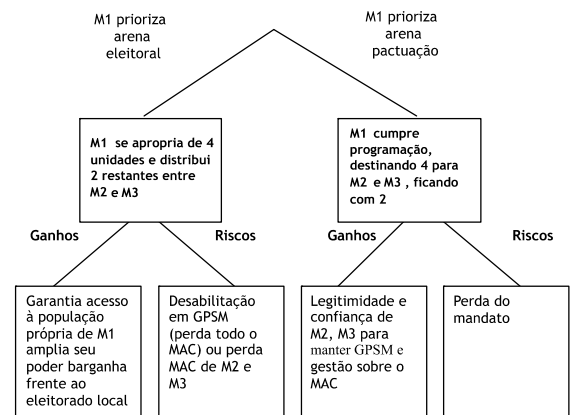 M1 prioriza
arena
eleitoral
M1 prioriza
arena
pactuação
M1 se apropria de 4
unidades e distribui
2 restantes entre
M2 e M3
M1 cumpre
programação,
destinando 4 para
M2 e M3 , ficando
com 2
Ganhos
Riscos
Ganhos
Riscos
Garantia acesso
à população
própria de M1
amplia seu
poder barganha
frente ao
eleitorado local
Desabilitação
em GPSM
(perda todo o
MAC) ou perda
MAC de M2 e
M3
Legitimidade e
confiança de
M2, M3 para
manter GPSM e
gestão sobre o
MAC
Perda do
mandato